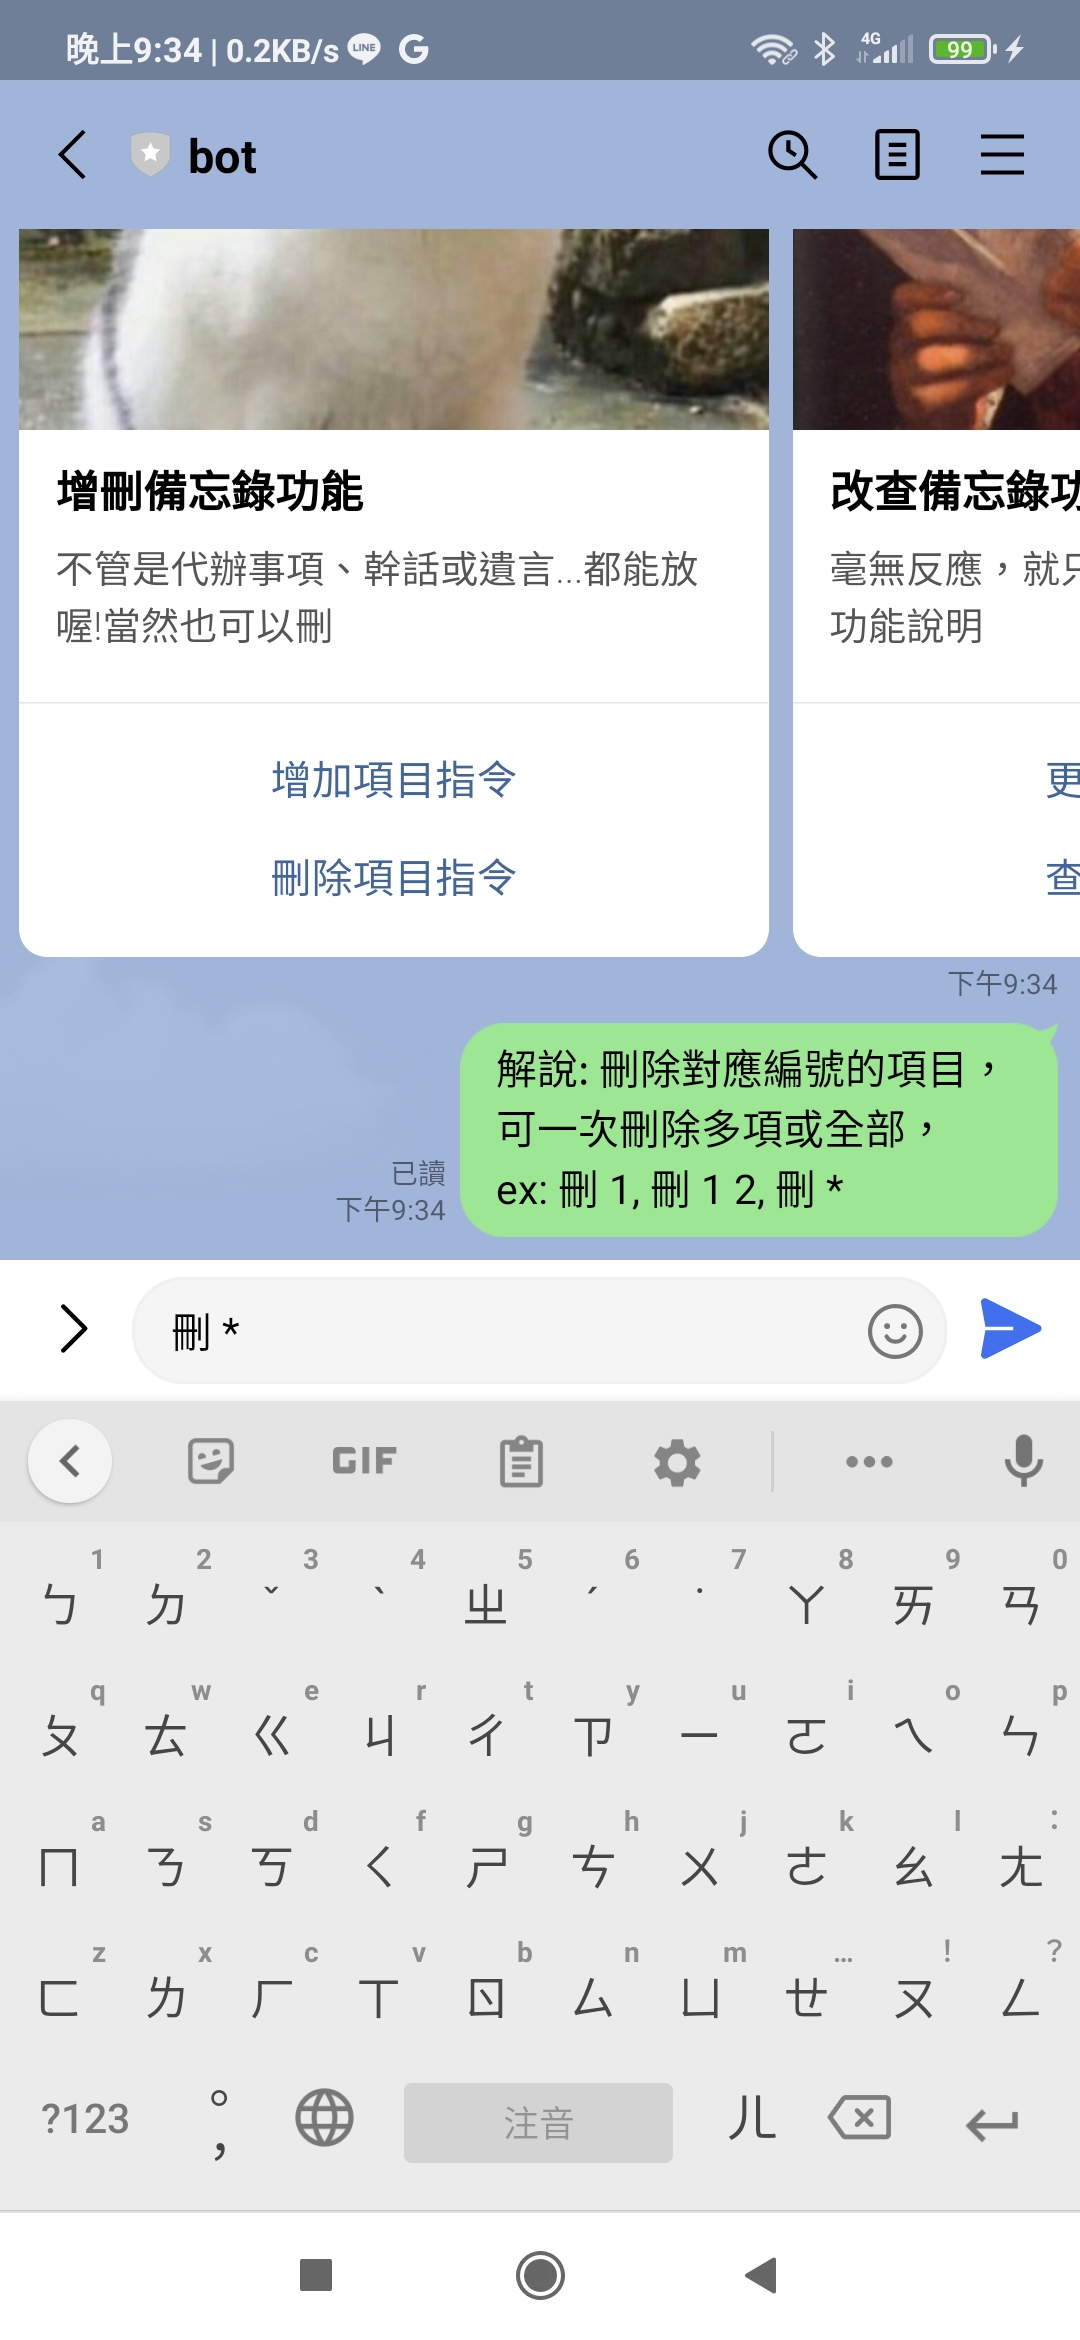 晚上9:34 | 0.2KB/s LINE G 4G 99
bot
增刪備忘錄功能
不管是代辦事項、幹話或遺言...都能放
喔!當然也可以刪
增加項目指令
刪除項目指令
改查備忘錄功
毫無反應，就只
功能說明
更
查
下午9:34
解說: 刪除對應編號的項目，
可一次刪除多項或全部，
ex: 刪 1, 刪 1 2, 刪 *
已讀
下午9:34
刪 *
GIF
1 2 3 4 5 6 7 8 9 0
ㄅ ㄉ ˇ ˋ ㄓ ˊ ˙ ㄚ ㄞ ㄢ
q w e r t y u i o p
ㄆ ㄊ ㄍ ㄐ ㄔ ㄗ ㄧ ㄛ ㄟ ㄣ
a s d f g h j k l :
ㄇ ㄋ ㄎ ㄑ ㄕ ㄘ ㄨ ㄜ ㄠ ㄤ
z x c v b n m … ! ?
ㄈ ㄌ ㄏ ㄒ ㄖ ㄙ ㄩ ㄝ ㄡ ㄥ
?123 。 ， 注音 ㄦ